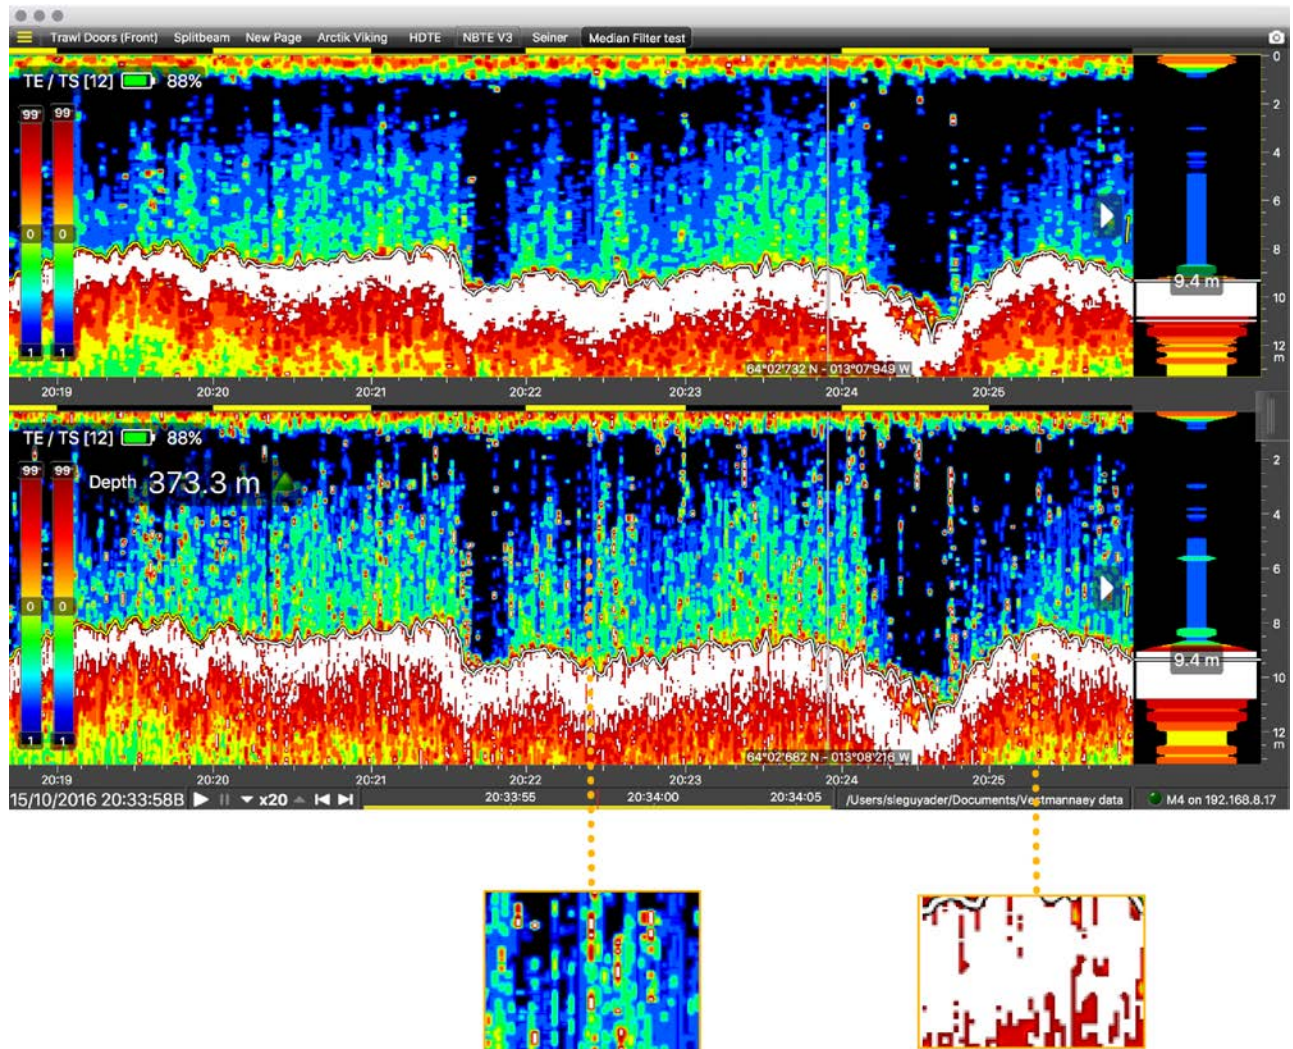 Trawl Doors (Front) Splitbeam New Page Arctik Viking HDTE NBTE V3 Seiner Median Filter test
TE / TS [12] 88%
99 99
0 0
1 1
0
2
4
6
8
9.4 m
10
12
m
64°02'732 N - 013°07'949 W
20:19 20:20 20:21 20:22 20:23 20:24 20:25
TE / TS [12] 88%
Depth 373.3 m
99 99
0 0
1 1
2
4
6
8
9.4 m
10
12
m
64°02'682 N - 013°08'216 W
20:19 20:20 20:21 20:22 20:23 20:24 20:25
15/10/2016 20:33:58B x20 20:33:55 20:34:00 20:34:05 /Users/sleguyader/Documents/Vestmannaey data M4 on 192.168.8.17